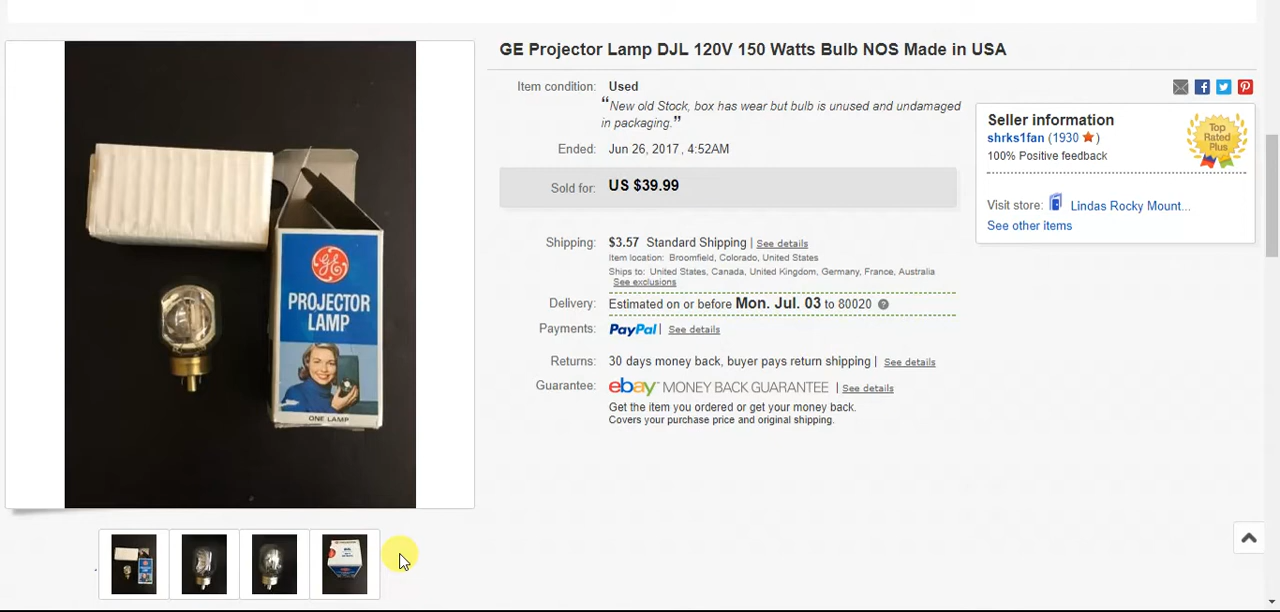 GE Projector Lamp DJL 120V 150 Watts Bulb NOS Made in USA
Item condition: Used
“New old Stock, box has wear but bulb is unused and undamaged
in packaging.”
Ended: Jun 26, 2017 , 4:52AM
Sold for: US $39.99
Shipping: $3.57 Standard Shipping | See details
Item location: Broomfield, Colorado, United States
Ships to: United States, Canada, United Kingdom, Germany, France, Australia
See exclusions
Delivery: Estimated on or before Mon. Jul. 03 to 80020 ?
Payments: PayPal | See details
Returns: 30 days money back, buyer pays return shipping | See details
Guarantee: ebay MONEY BACK GUARANTEE | See details
Get the item you ordered or get your money back.
Covers your purchase price and original shipping.
Seller information
shrks1fan (1930 ★ )
100% Positive feedback
Top
Rated
Plus
Visit store: Lindas Rocky Mount...
See other items
GE
PROJECTOR
LAMP
ONE LAMP